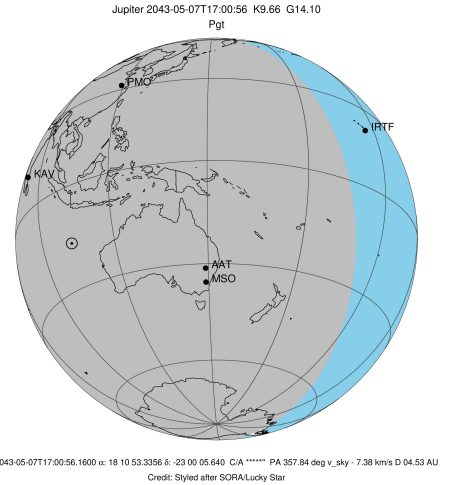 Jupiter 2043-05-07T17:00:56 K9.66 G14.10
Pgt
PMO
IRTF
KAV
AAT
MSO
043-05-07T17:00:56.1600 α: 18 10 53.3356 δ: -23 00 05.640 C/A *****" PA 357.84 deg v_sky - 7.38 km/s D 04.53 AU
Credit: Styled after SORA/Lucky Star